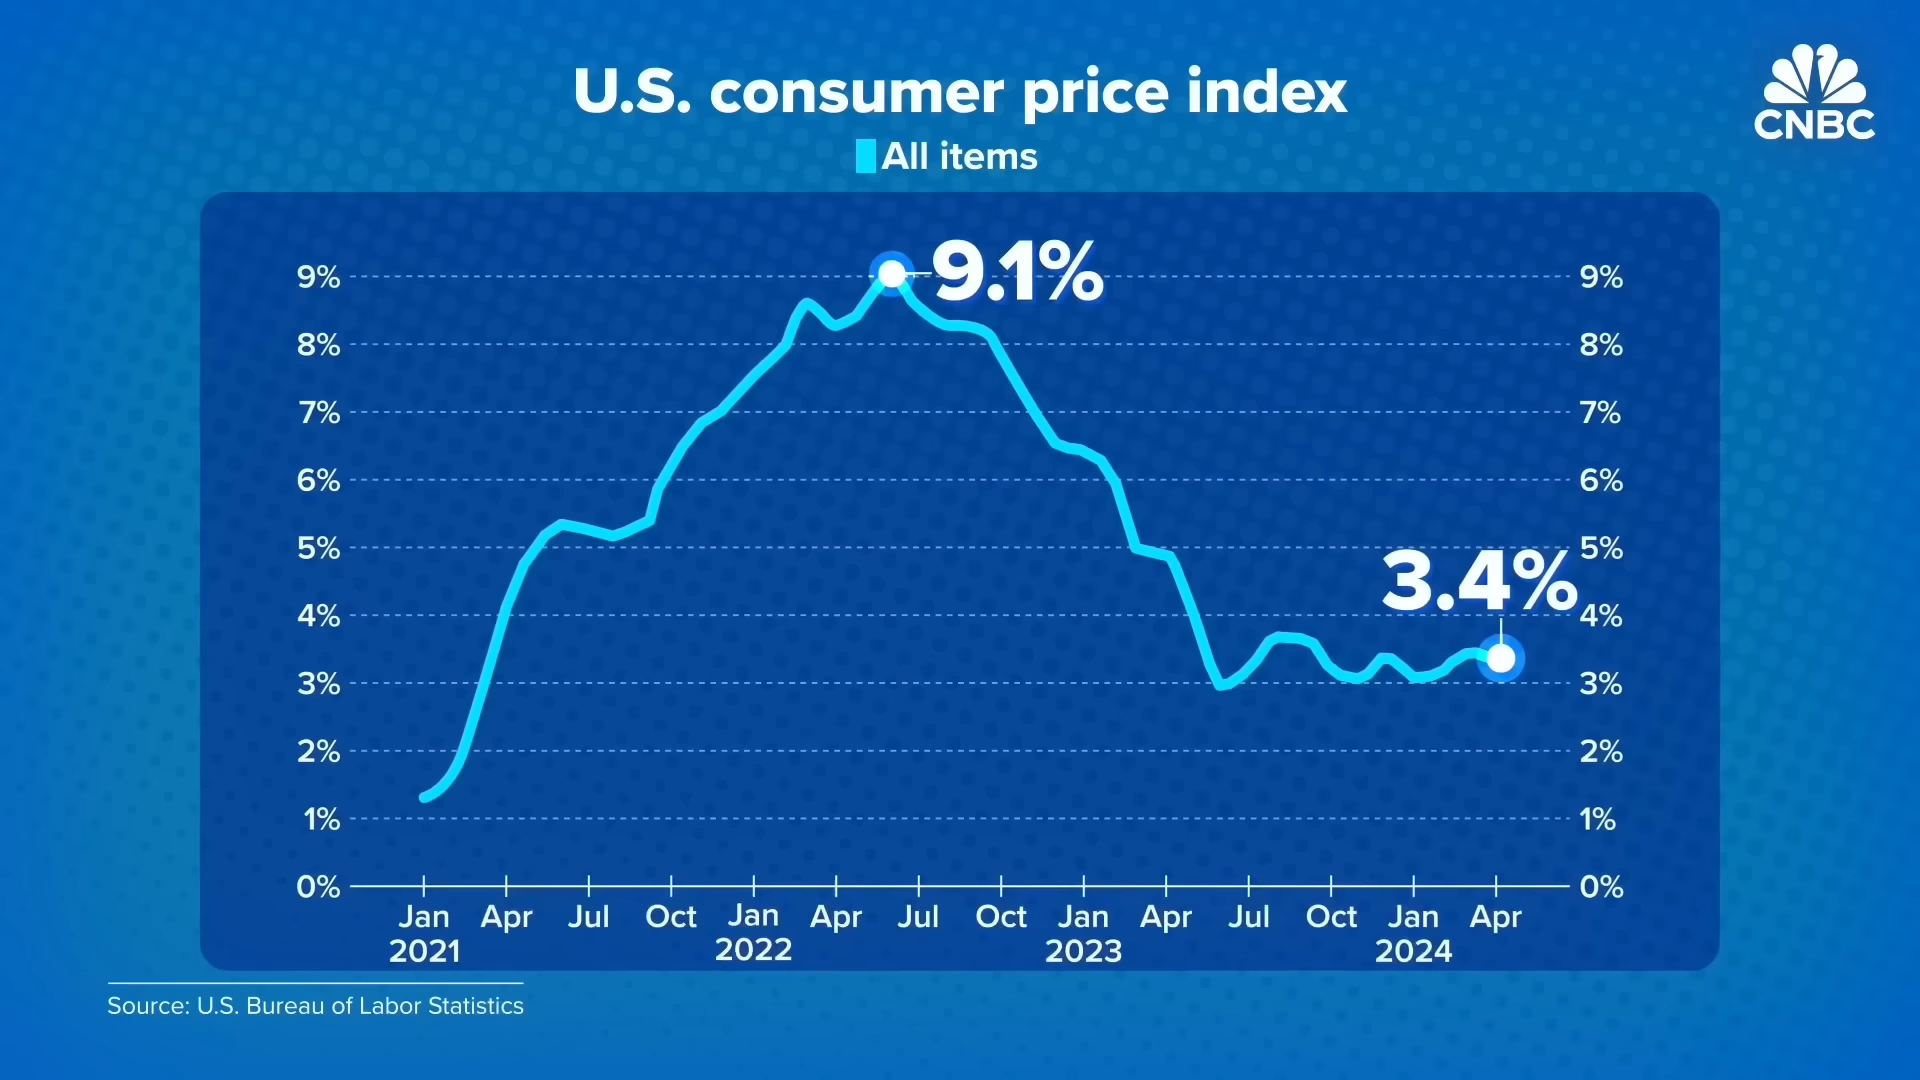 U.S. consumer price index
CNBC
All items
9.1%
3.4%
9% 9%
8% 8%
7% 7%
6% 6%
5% 5%
4% 4%
3% 3%
2% 2%
1% 1%
0% 0%
Jan Apr Jul Oct Jan Apr Jul Oct Jan Apr Jul Oct Jan Apr
2021 2022 2023 2024
Source: U.S. Bureau of Labor Statistics